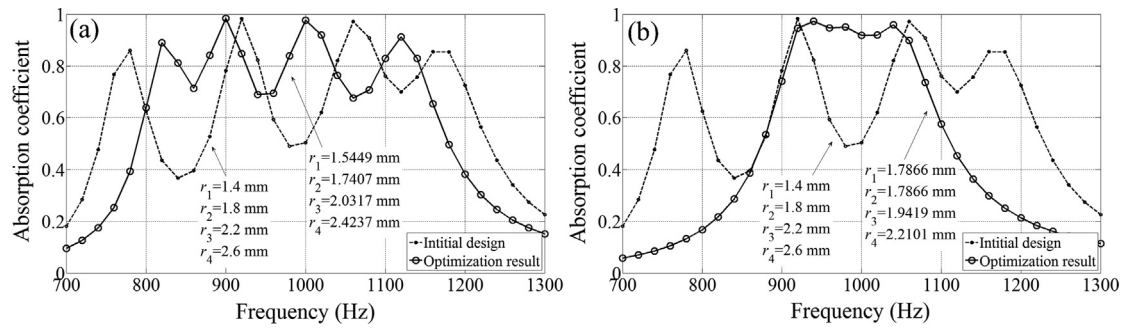 (a)
Absorption coefficient
1
0.8
0.6
0.4
0.2
0
r1=1.4 mm
r2=1.8 mm
r3=2.2 mm
r4=2.6 mm
r1=1.5449 mm
r2=1.7407 mm
r3=2.0317 mm
r4=2.4237 mm
Intitial design
Optimization result
700 800 900 1000 1100 1200 1300
Frequency (Hz)
(b)
Absorption coefficient
1
0.8
0.6
0.4
0.2
0
r1=1.4 mm
r2=1.8 mm
r3=2.2 mm
r4=2.6 mm
r1=1.7866 mm
r2=1.7866 mm
r3=1.9419 mm
r4=2.2101 mm
Intitial design
Optimization result
700 800 900 1000 1100 1200 1300
Frequency (Hz)